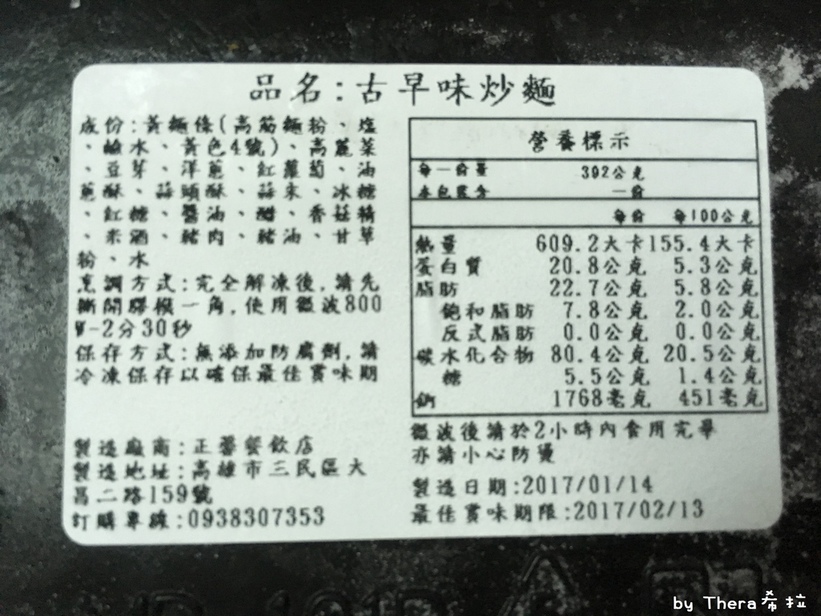 品名:古早味炒麵
成份:黃麵條(高筋麵粉、塩
、鹼水、黃色4號)、高麗菜
、豆芽、洋蔥、紅蘿蔔、油
蔥酥、蒜頭酥、蒜末、冰糖
、紅糖、醬油、醋、香菇精
、米酒、豬肉、豬油、甘草
粉、水
烹調方式:完全解凍後,請先
撕開膠模一角,使用微波800
W-2分30秒
保存方式:無添加防腐劑,請
冷凍保存以確保最佳賞味期
製造廠商:正馨餐飲店
製造地址:高雄市三民區大
昌二路159號
訂購專線:0938307353
營養標示
每一份量 392公克
本包裝含 一份
每份 每100公克
熱量 609.2大卡 155.4大卡
蛋白質 20.8公克 5.3公克
脂肪 22.7公克 5.8公克
飽和脂肪 7.8公克 2.0公克
反式脂肪 0.0公克 0.0公克
碳水化合物 80.4公克 20.5公克
糖 5.5公克 1.4公克
鈉 1768毫克 451毫克
微波後請於2小時內食用完畢
亦請小心防燙
製造日期:2017/01/14
最佳賞味期限:2017/02/13
by Thera希拉